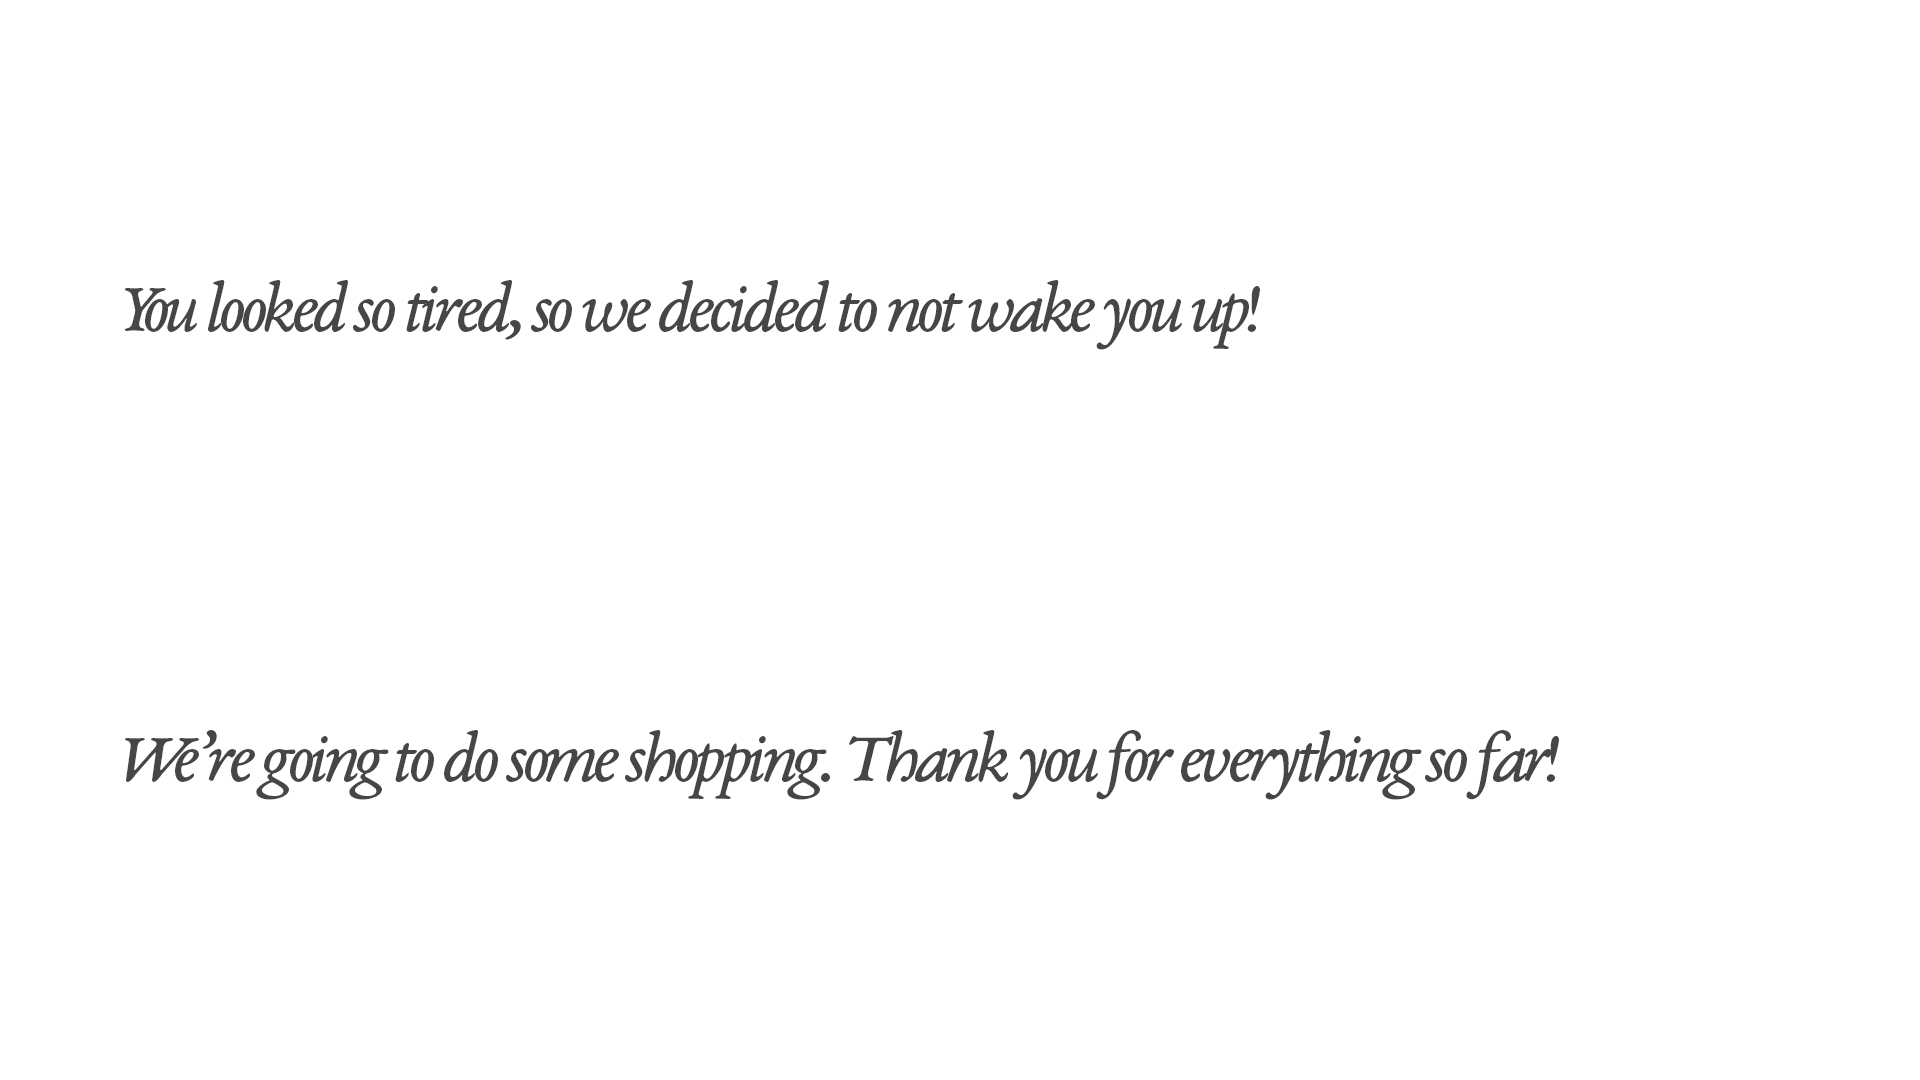 You looked so tired, so we decided to not wake you up!
We’re going to do some shopping. Thank you for everything so far!